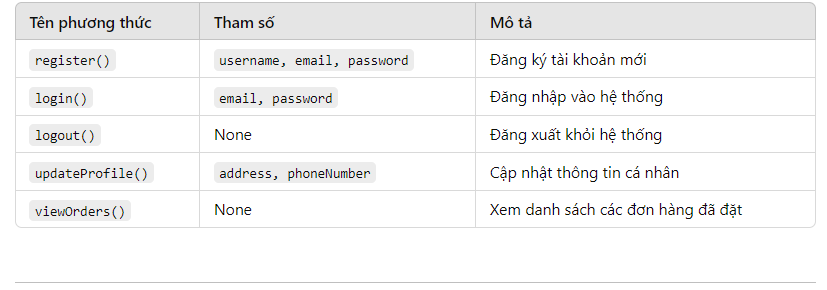 Tên phương thức Tham số Mô tả
register() username, email, password Đăng ký tài khoản mới
login() email, password Đăng nhập vào hệ thống
logout() None Đăng xuất khỏi hệ thống
updateProfile() address, phoneNumber Cập nhật thông tin cá nhân
viewOrders() None Xem danh sách các đơn hàng đã đặt